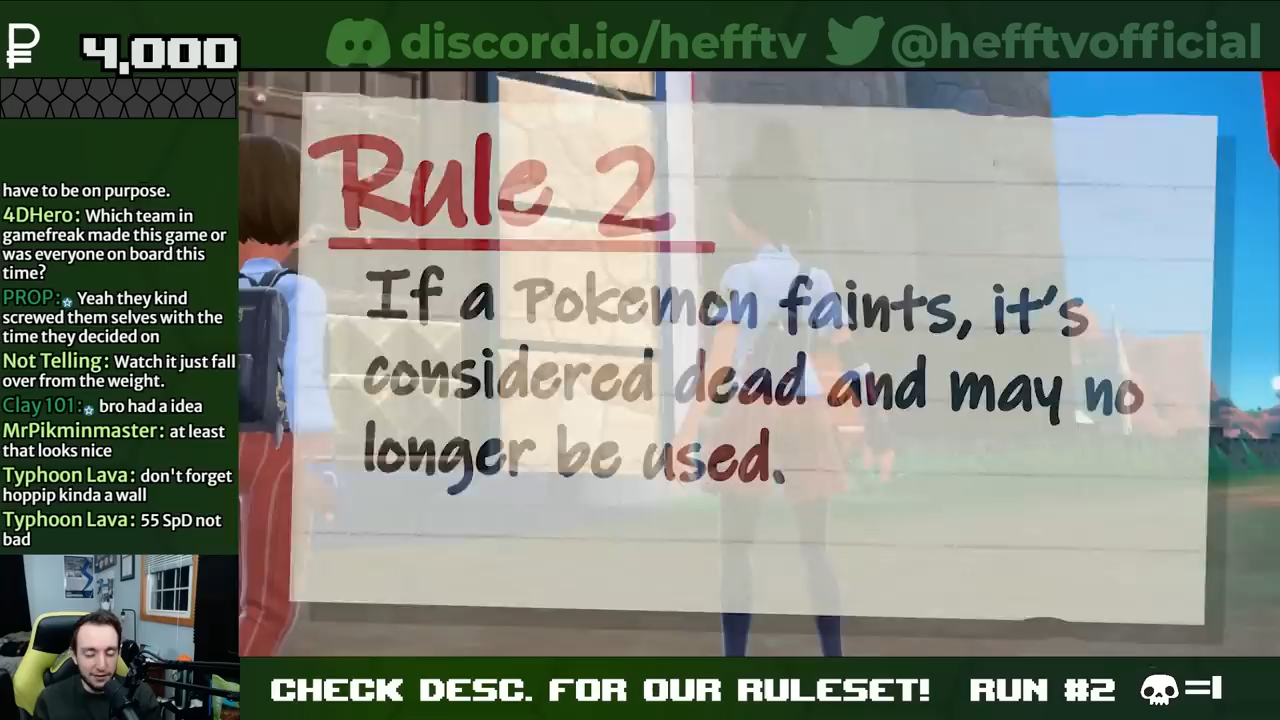 4,000
discord.io/hefftv @hefftvofficial
have to be on purpose.
4DHero: Which team in
gamefreak made this game or
was everyone on board this
time?
PROP: Yeah they kind
screwed them selves with the
time they decided on
Not Telling: Watch it just fall
over from the weight.
Clay101: bro had a idea
MrPikminmaster: at least
that looks nice
Typhoon Lava: don't forget
hoppip kinda a wall
Typhoon Lava: 55 SpD not
bad
Rule 2
If a Pokemon faints, it's
considered dead and may no
longer be used.
CHECK DESC. FOR OUR RULESET! RUN #2 =1